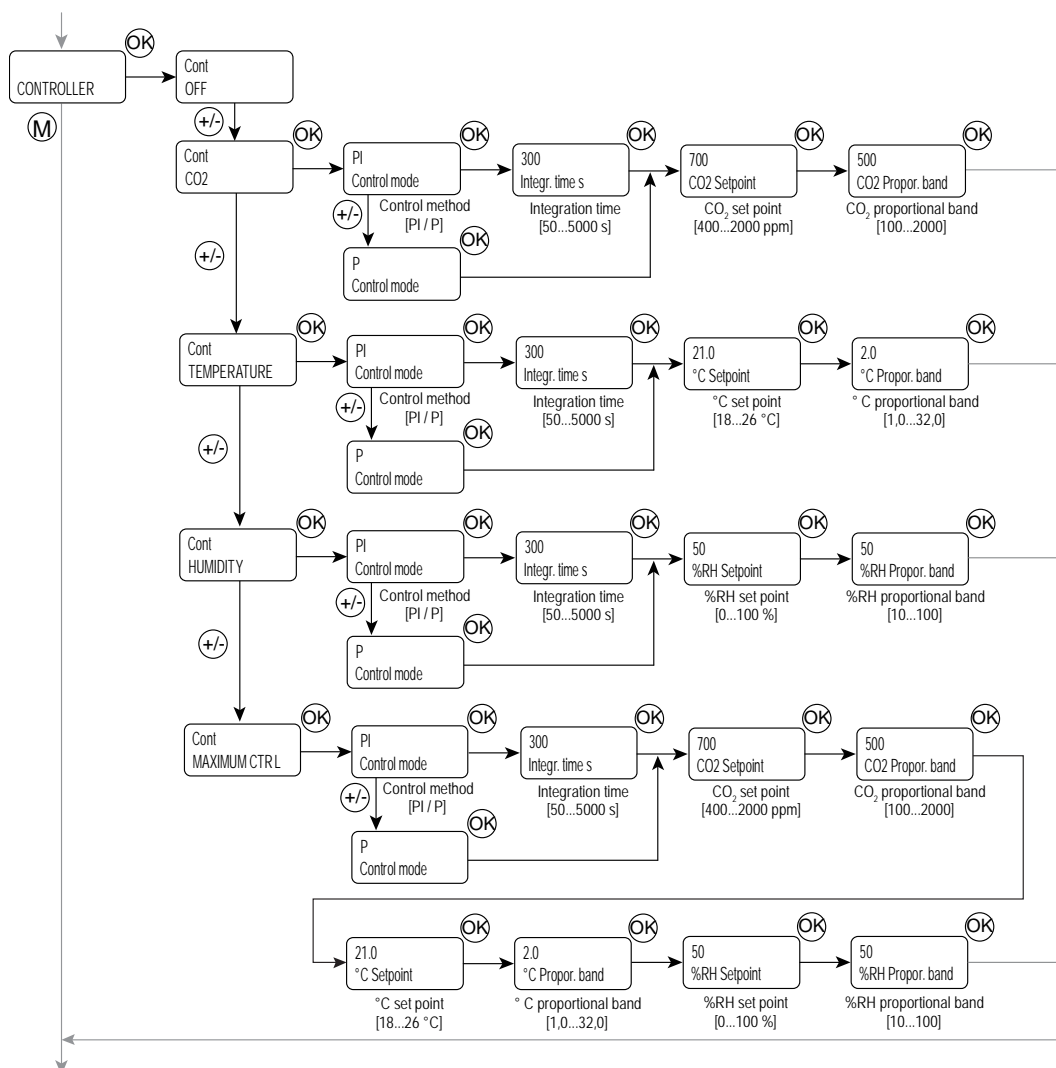 OK
CONTROLLER
Cont
OFF
M
+/-
Cont
CO2
OK
PI
Control mode
OK
300
Integr. time s
OK
700
CO2 Setpoint
OK
500
CO2 Propor. band
OK
+/-
Control method
[PI / P]
Integration time
[50...5000 s]
CO2 set point
[400...2000 ppm]
CO2 proportional band
[100...2000]
P
Control mode
OK
+/-
Cont
TEMPERATURE
OK
PI
Control mode
OK
300
Integr. time s
OK
21.0
°C Setpoint
OK
2.0
°C Propor. band
OK
+/-
Control method
[PI / P]
Integration time
[50...5000 s]
°C set point
[18...26 °C]
° C proportional band
[1,0...32,0]
P
Control mode
OK
+/-
Cont
HUMIDITY
OK
PI
Control mode
OK
300
Integr. time s
OK
50
%RH Setpoint
OK
50
%RH Propor. band
OK
+/-
Control method
[PI / P]
Integration time
[50...5000 s]
%RH set point
[0...100 %]
%RH proportional band
[10...100]
P
Control mode
OK
+/-
Cont
MAXIMUM CTRL
OK
PI
Control mode
OK
300
Integr. time s
OK
700
CO2 Setpoint
OK
500
CO2 Propor. band
OK
+/-
Control method
[PI / P]
Integration time
[50...5000 s]
CO2 set point
[400...2000 ppm]
CO2 proportional band
[100...2000]
P
Control mode
OK
21.0
°C Setpoint
OK
2.0
°C Propor. band
OK
50
%RH Setpoint
OK
50
%RH Propor. band
OK
°C set point
[18...26 °C]
° C proportional band
[1,0...32,0]
%RH set point
[0...100 %]
%RH proportional band
[10...100]